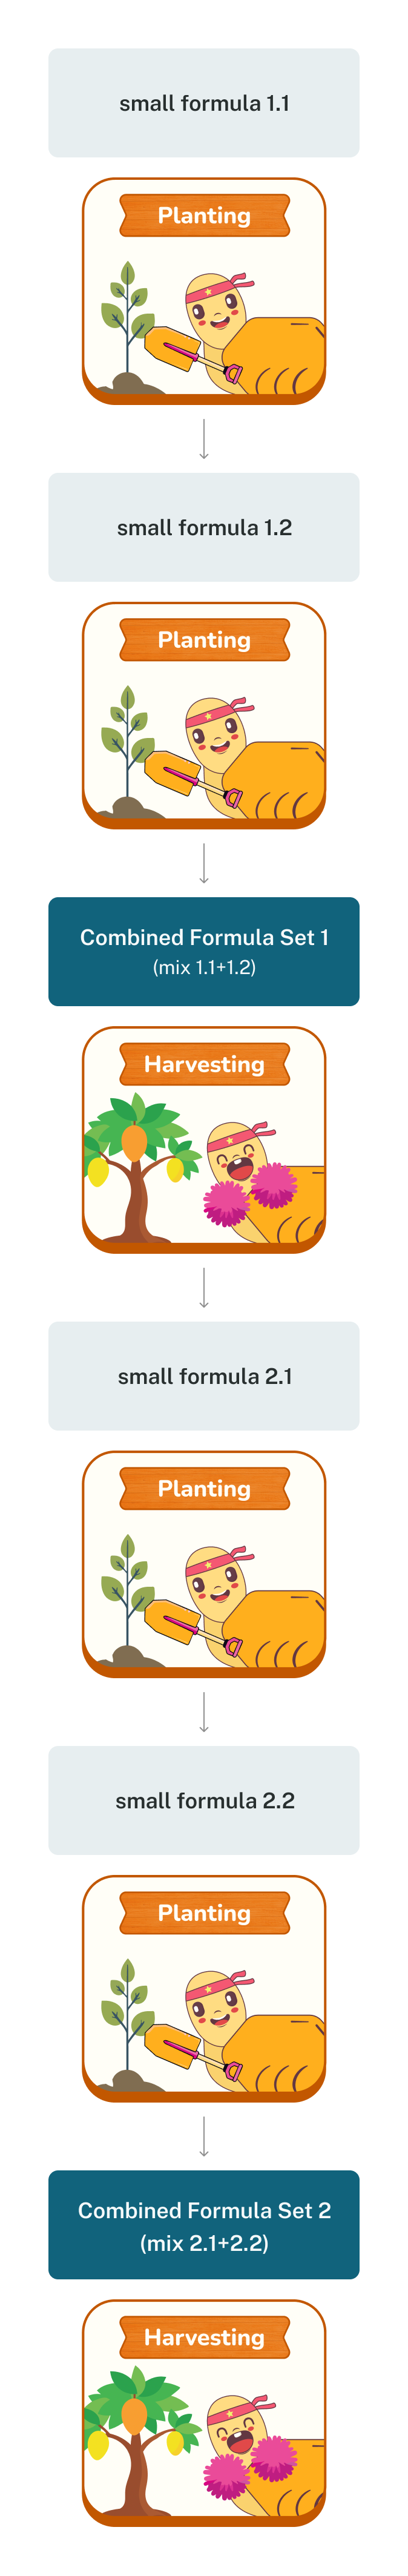 small formula 1.1
Planting
small formula 1.2
Planting
Combined Formula Set 1
(mix 1.1+1.2)
Harvesting
small formula 2.1
Planting
small formula 2.2
Planting
Combined Formula Set 2
(mix 2.1+2.2)
Harvesting